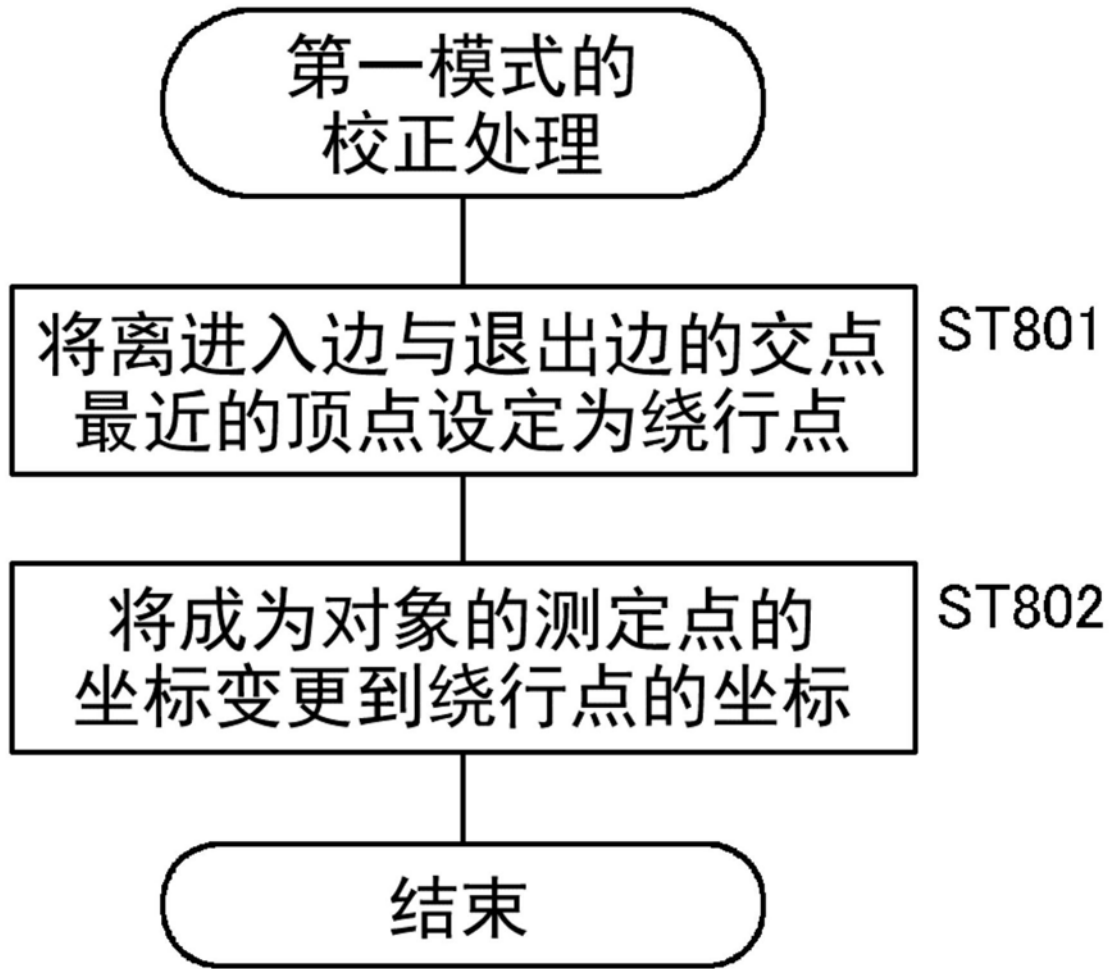 第一模式的
校正处理
将离进入边与退出边的交点
最近的顶点设定为绕行点
ST801
将成为对象的测定点的
坐标变更到绕行点的坐标
ST802
结束